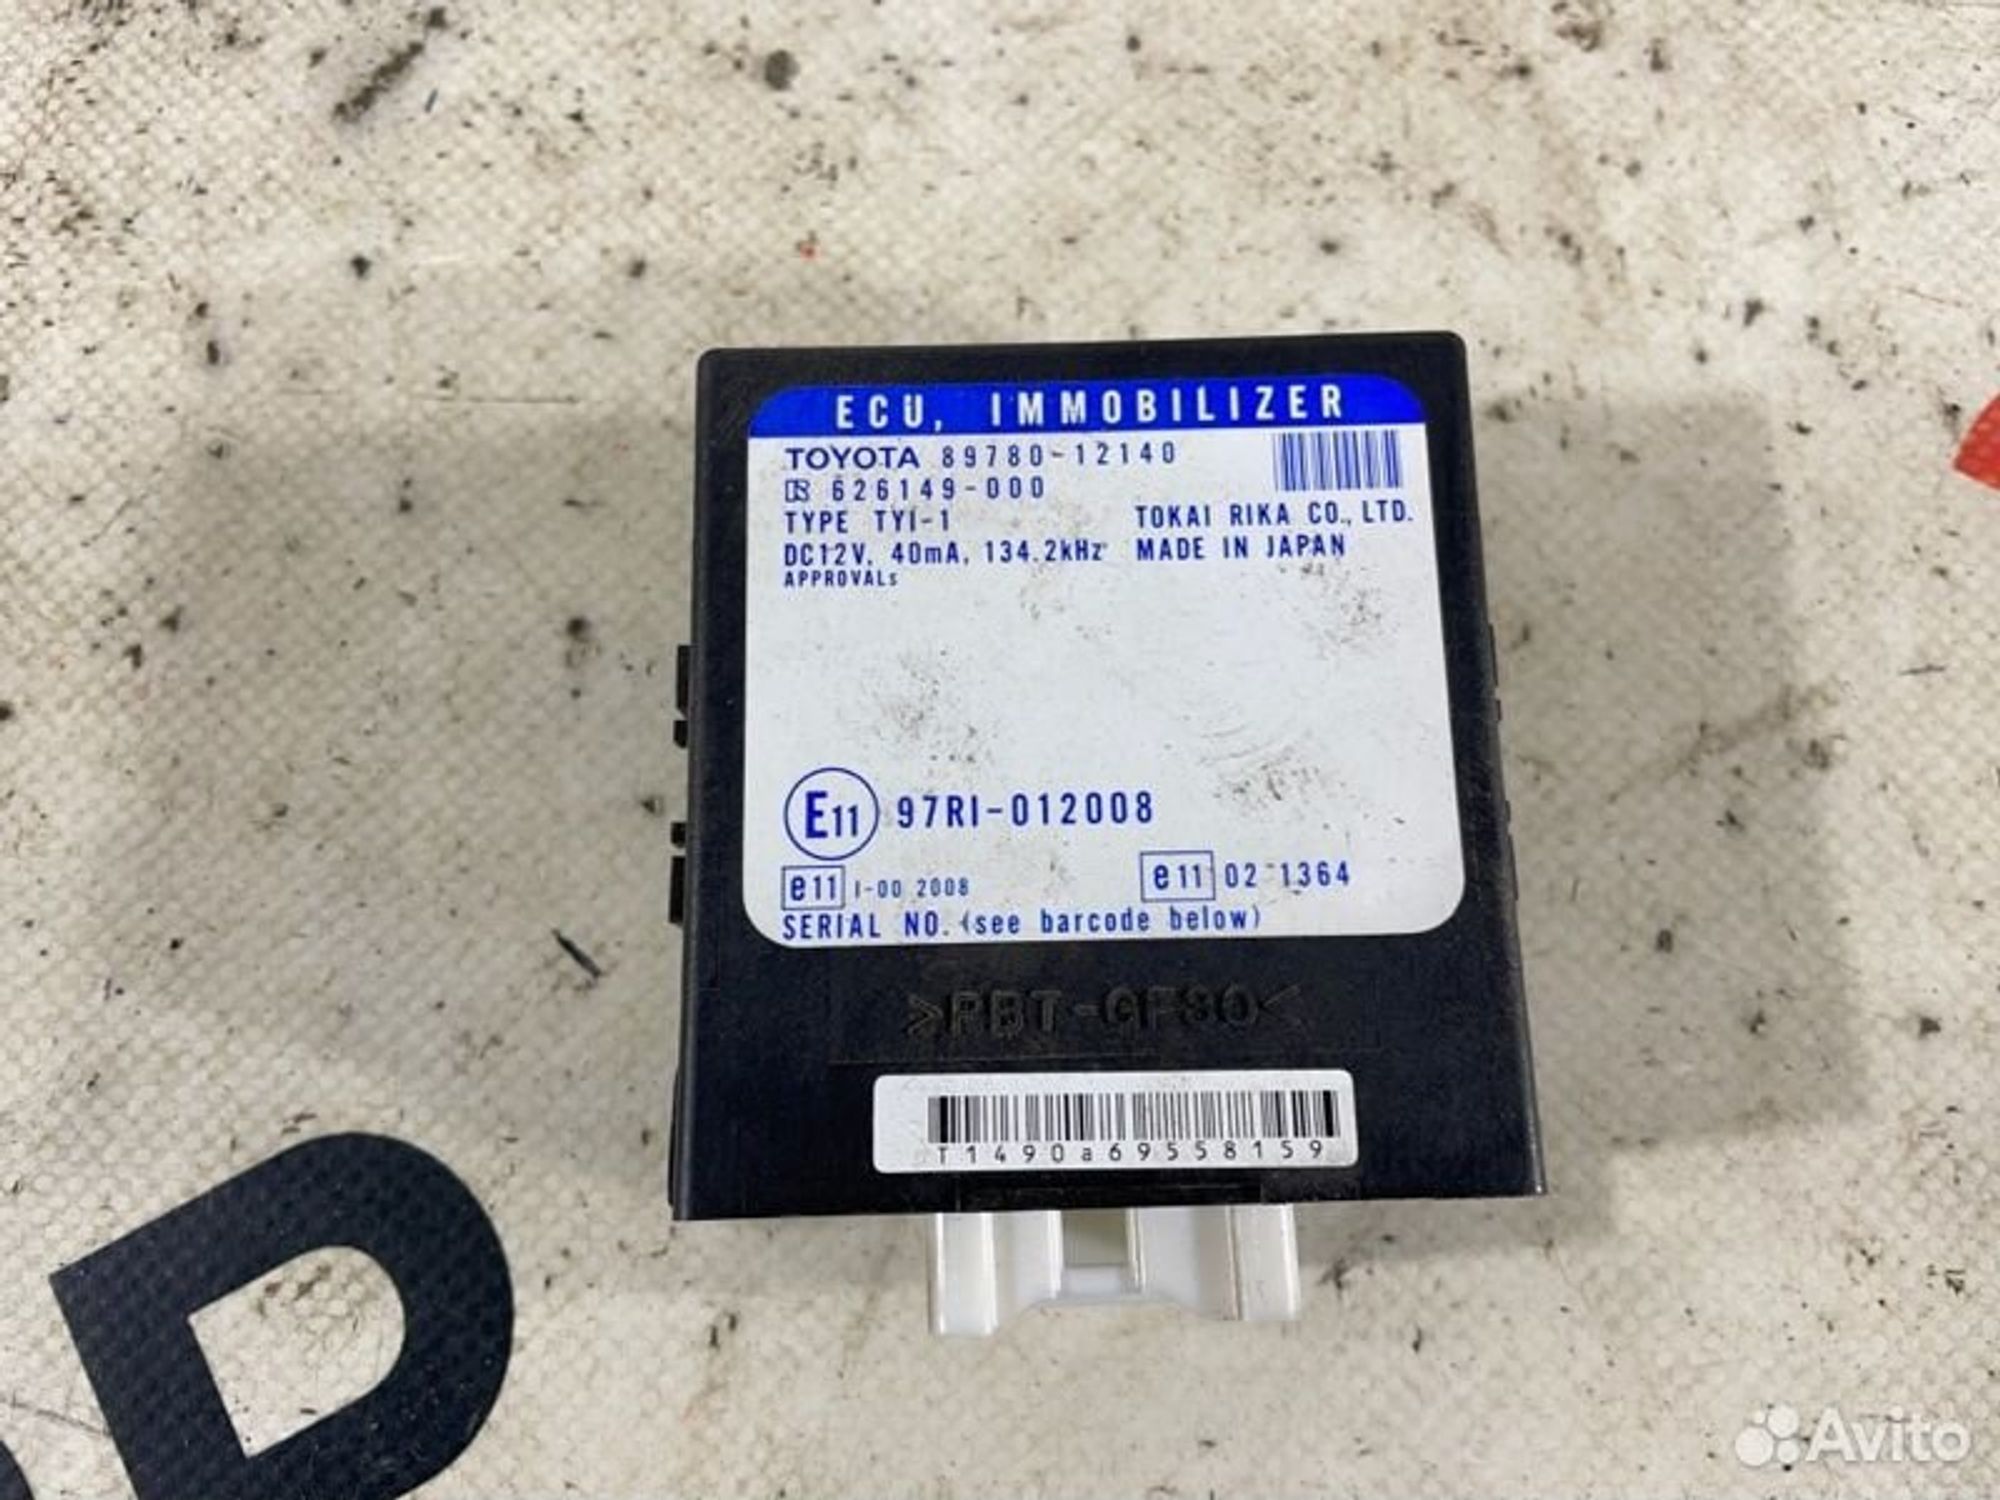 ECU, IMMOBILIZER
TOYOTA 89780-12140
626149-000
TYPE TYI-1 TOKAI RIKA CO., LTD.
DC12V, 40mA, 134.2kHz MADE IN JAPAN
APPROVALs
E11 97RI-012008
e11 I-00 2008 e11 02 1364
SERIAL NO. (see barcode below)
>PBT-GF30<
T1490a69558159
Avito